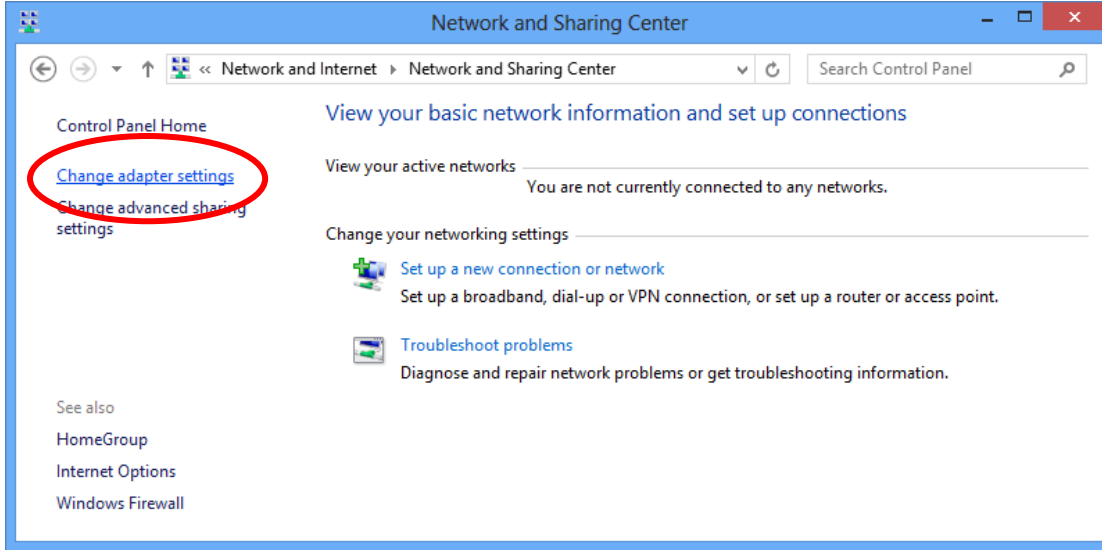 Network and Sharing Center
« Network and Internet ▸ Network and Sharing Center
Search Control Panel
Control Panel Home
Change adapter settings
Change advanced sharing
settings
View your basic network information and set up connections
View your active networks
You are not currently connected to any networks.
Change your networking settings
Set up a new connection or network
Set up a broadband, dial-up or VPN connection, or set up a router or access point.
Troubleshoot problems
Diagnose and repair network problems or get troubleshooting information.
See also
HomeGroup
Internet Options
Windows Firewall